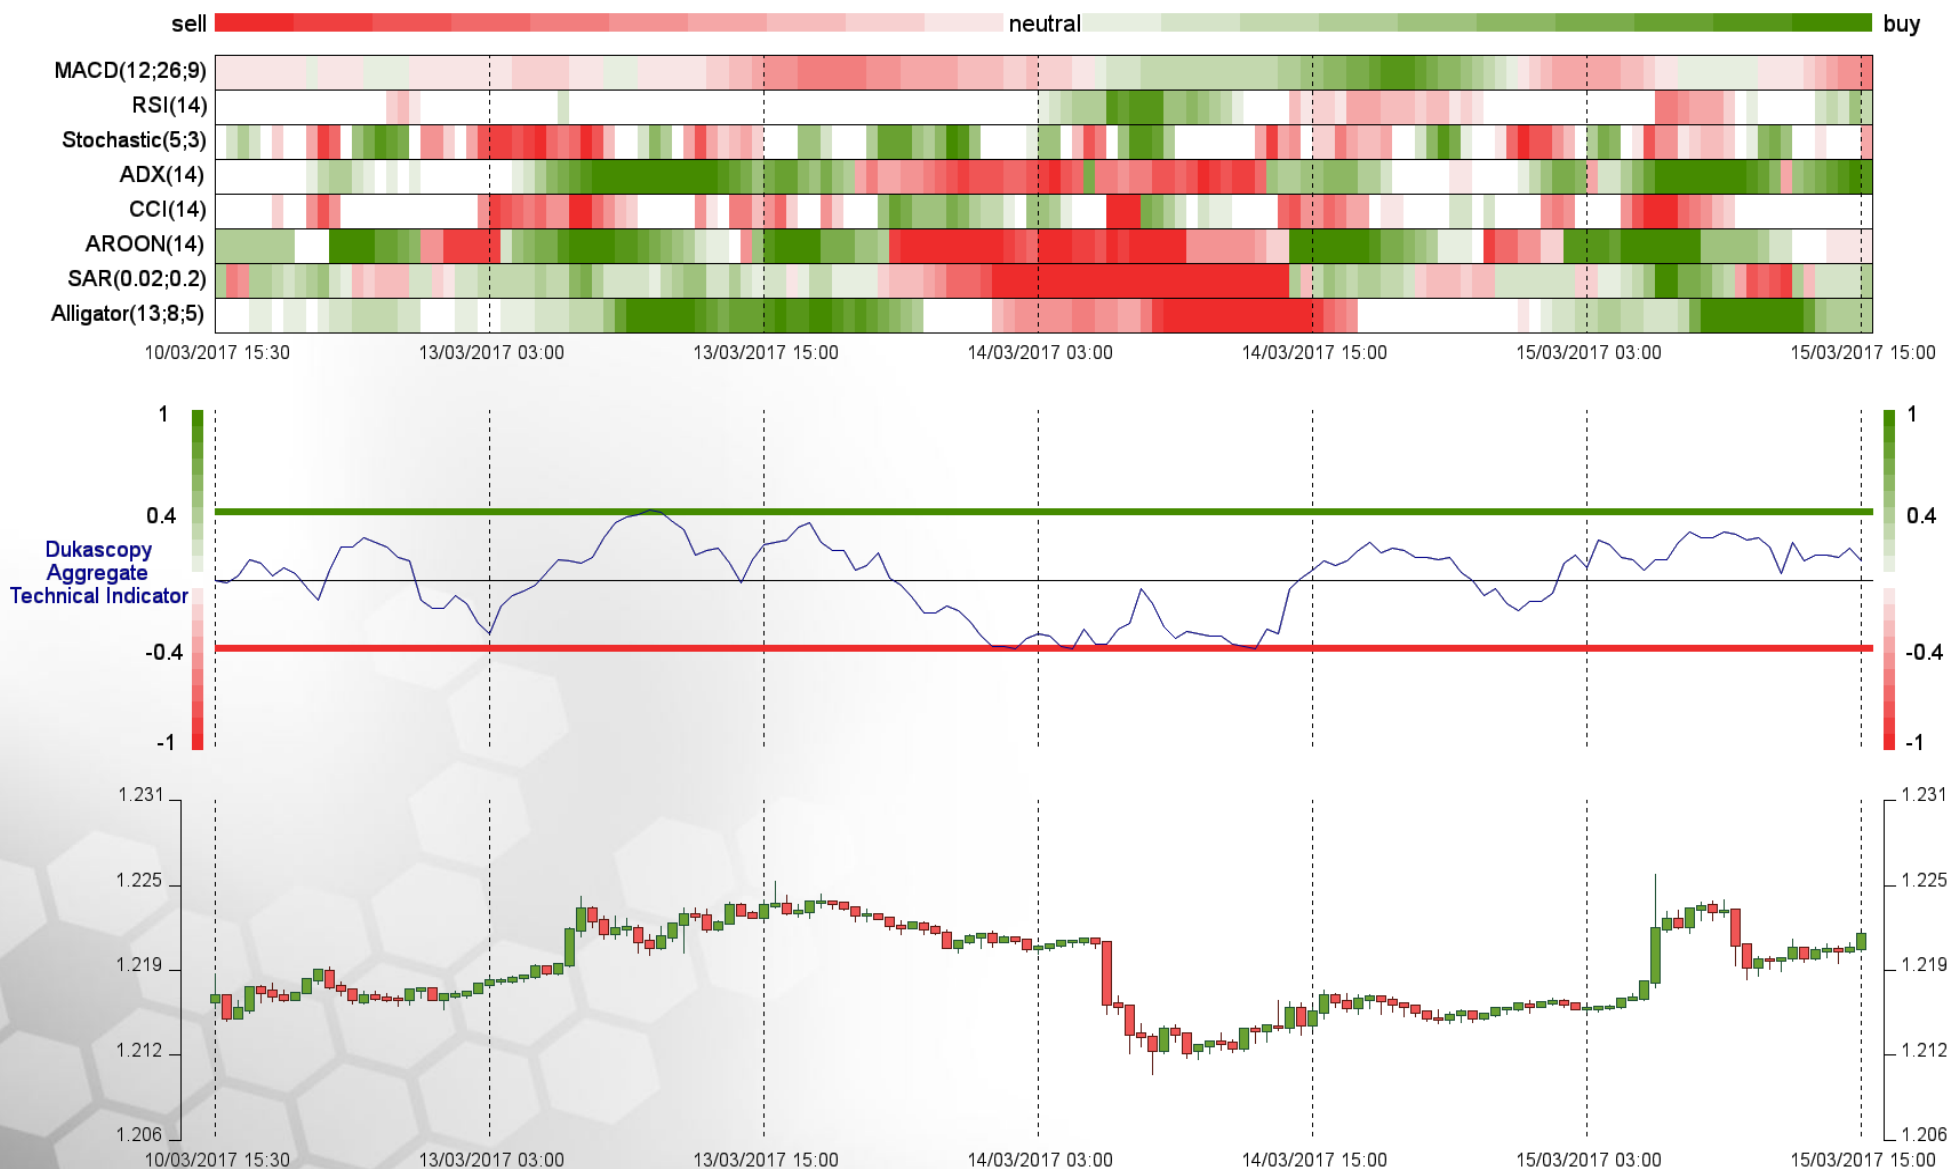 sell neutral buy
MACD(12;26;9)
RSI(14)
Stochastic(5;3)
ADX(14)
CCI(14)
AROON(14)
SAR(0.02;0.2)
Alligator(13;8;5)
10/03/2017 15:30 13/03/2017 03:00 13/03/2017 15:00 14/03/2017 03:00 14/03/2017 15:00 15/03/2017 03:00 15/03/2017 15:00
1 1
0.4 0.4
Dukascopy
Aggregate
Technical Indicator
-0.4 -0.4
-1 -1
1.231 1.231
1.225 1.225
1.219 1.219
1.212 1.212
1.206 1.206
10/03/2017 15:30 13/03/2017 03:00 13/03/2017 15:00 14/03/2017 03:00 14/03/2017 15:00 15/03/2017 03:00 15/03/2017 15:00